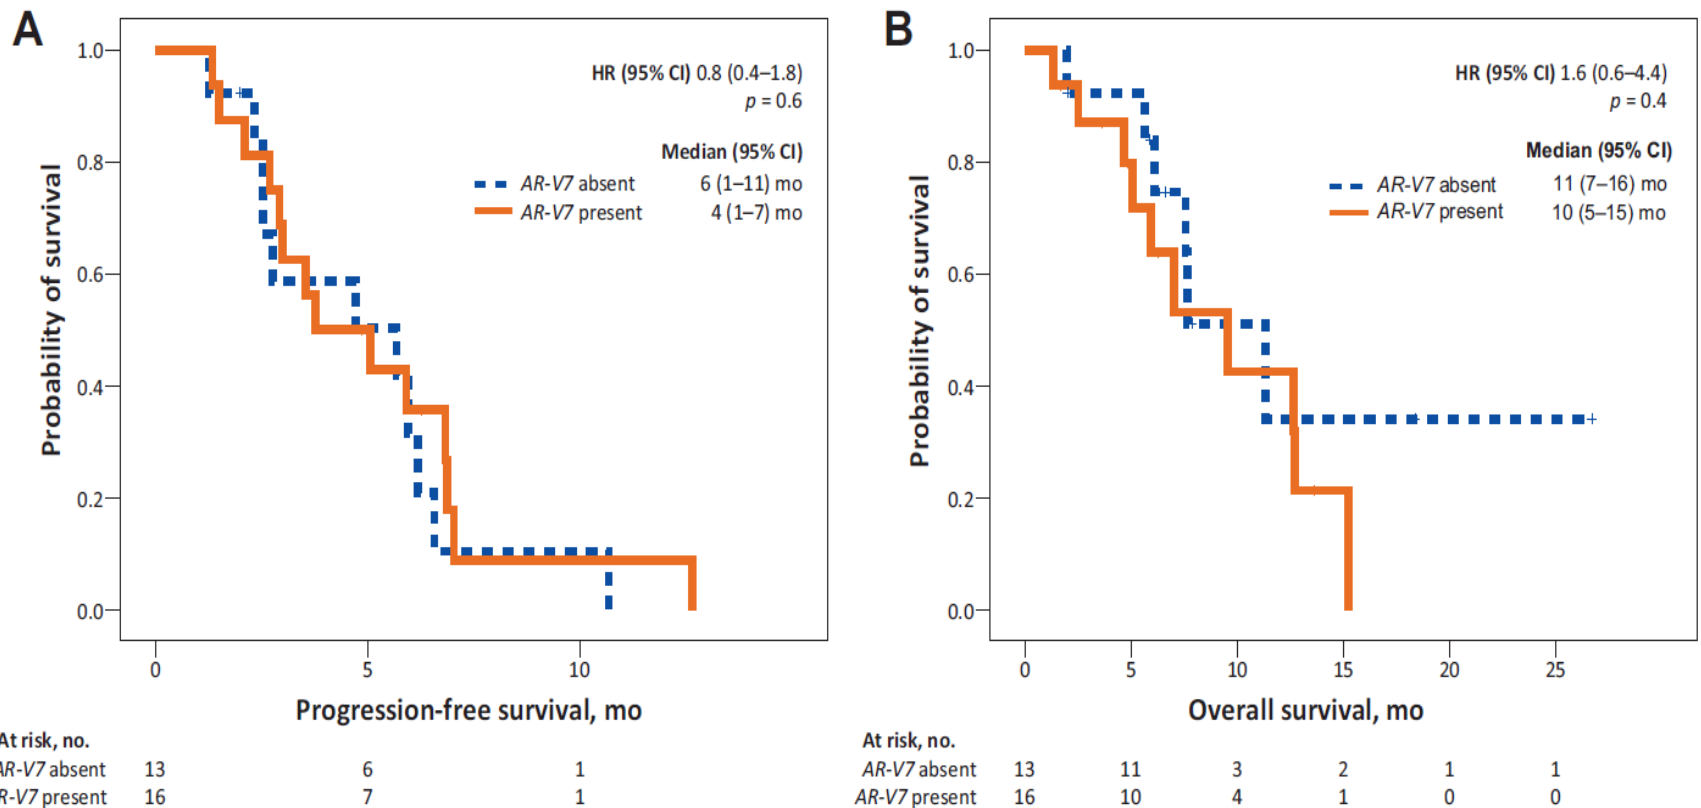 A
HR (95% CI) 0.8 (0.4–1.8)
p = 0.6
Median (95% CI)
AR-V7 absent 6 (1–11) mo
AR-V7 present 4 (1–7) mo
1.0
0.8
0.6
0.4
0.2
0.0
Probability of survival
0 5 10
Progression-free survival, mo
At risk, no.
AR-V7 absent 13 6 1
R-V7 present 16 7 1
B
HR (95% CI) 1.6 (0.6–4.4)
p = 0.4
Median (95% CI)
AR-V7 absent 11 (7–16) mo
AR-V7 present 10 (5–15) mo
1.0
0.8
0.6
0.4
0.2
0.0
Probability of survival
0 5 10 15 20 25
Overall survival, mo
At risk, no.
AR-V7 absent 13 11 3 2 1 1
AR-V7 present 16 10 4 1 0 0